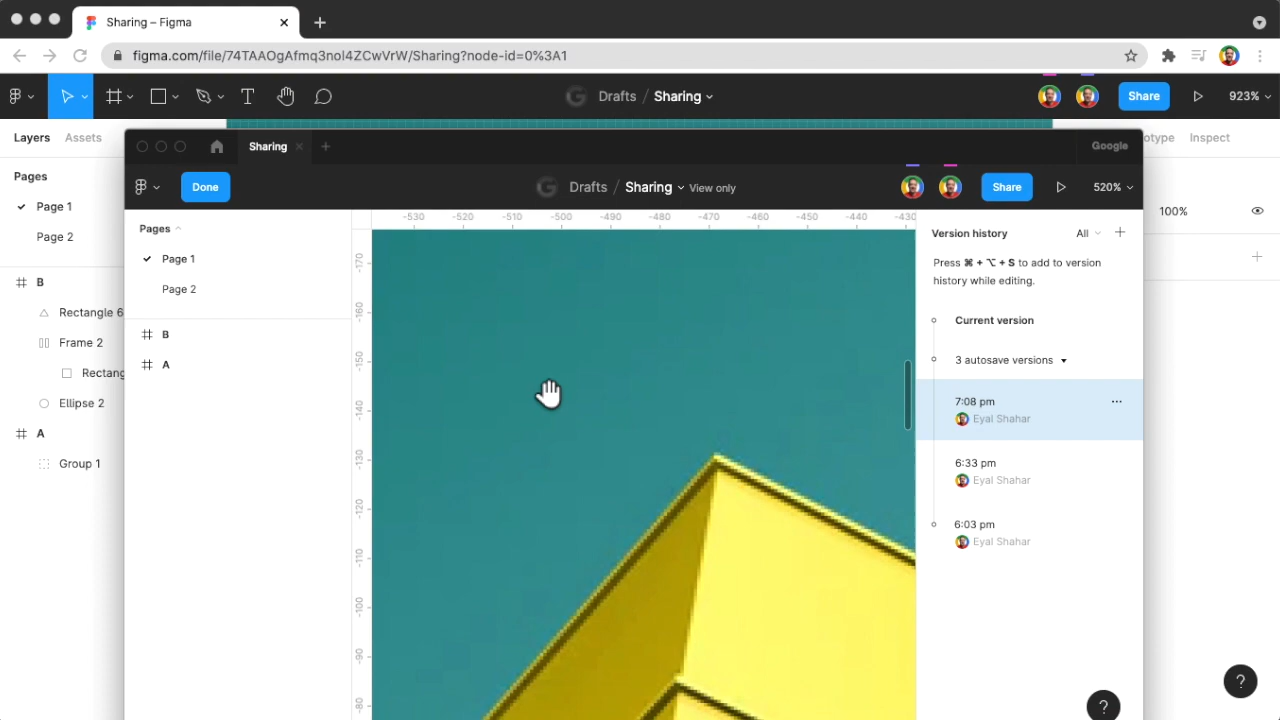 Sharing – Figma
figma.com/file/74TAAOgAfmq3nol4ZCwVrW/Sharing?node-id=0%3A1
Drafts / Sharing
Share
923%
Layers
Assets
otype
Inspect
Pages
Page 1
Page 2
B
Rectangle 6
Frame 2
Rectang
Ellipse 2
A
Group 1
100%
Sharing
Google
Done
Drafts / Sharing
View only
Share
520%
Pages
Page 1
Page 2
B
A
-530 -520 -510 -500 -490 -480 -470 -460 -450 -440 -430
-170
-160
-150
-140
-130
-120
-110
-100
-90
-80
Version history
All
Press ⌘ + ⌥ + S to add to version
history while editing.
Current version
3 autosave versions
7:08 pm
Eyal Shahar
6:33 pm
Eyal Shahar
6:03 pm
Eyal Shahar
?
?